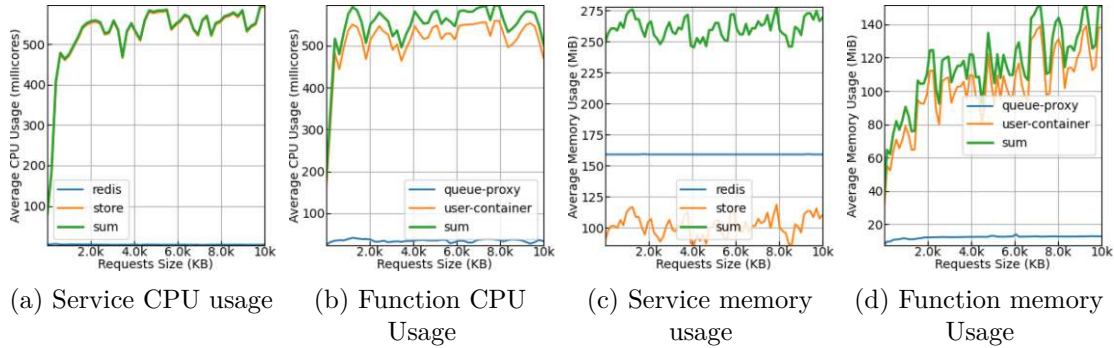 Average CPU Usage (millicores)
500
400
300
200
100
redis
store
sum
2.0k 4.0k 6.0k 8.0k 10k
Requests Size (KB)
(a) Service CPU usage
Average CPU Usage (millicores)
500
400
300
200
100
queue-proxy
user-container
sum
2.0k 4.0k 6.0k 8.0k 10k
Requests Size (KB)
(b) Function CPU
Usage
Average Memory Usage (MiB)
275
250
225
200
175
150
125
100
redis
store
sum
2.0k 4.0k 6.0k 8.0k 10k
Requests Size (KB)
(c) Service memory
usage
Average Memory Usage (MiB)
140
120
100
80
60
40
20
queue-proxy
user-container
sum
2.0k 4.0k 6.0k 8.0k 10k
Requests Size (KB)
(d) Function memory
Usage